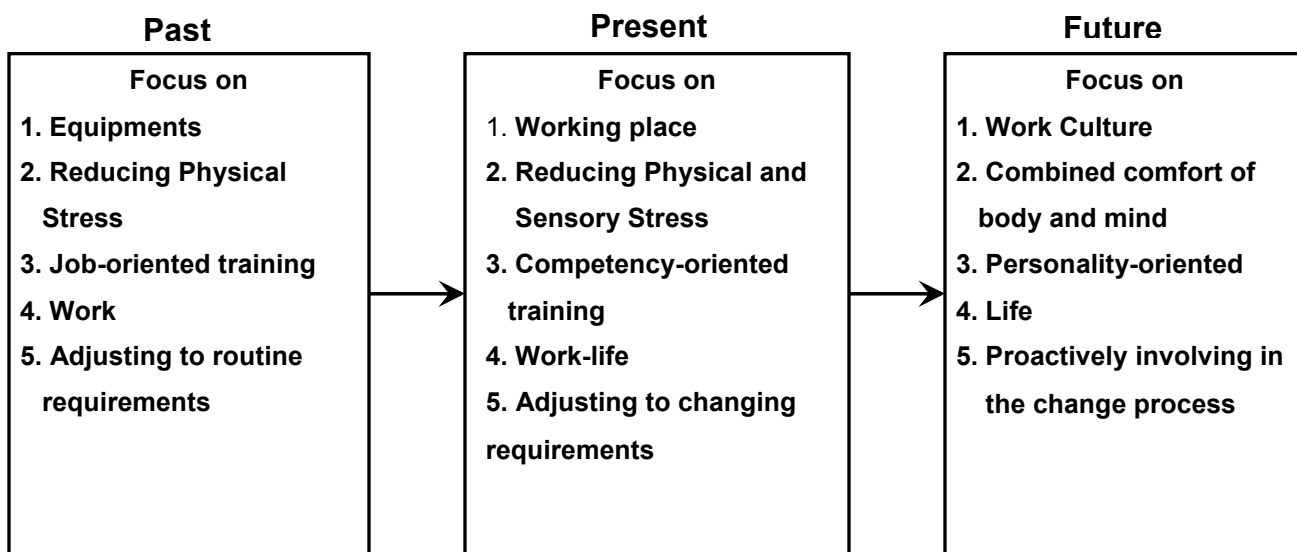 Past
Focus on
1. Equipments
2. Reducing Physical
Stress
3. Job-oriented training
4. Work
5. Adjusting to routine
requirements
Present
Focus on
1. Working place
2. Reducing Physical and
Sensory Stress
3. Competency-oriented
training
4. Work-life
5. Adjusting to changing
requirements
Future
Focus on
1. Work Culture
2. Combined comfort of
body and mind
3. Personality-oriented
4. Life
5. Proactively involving in
the change process